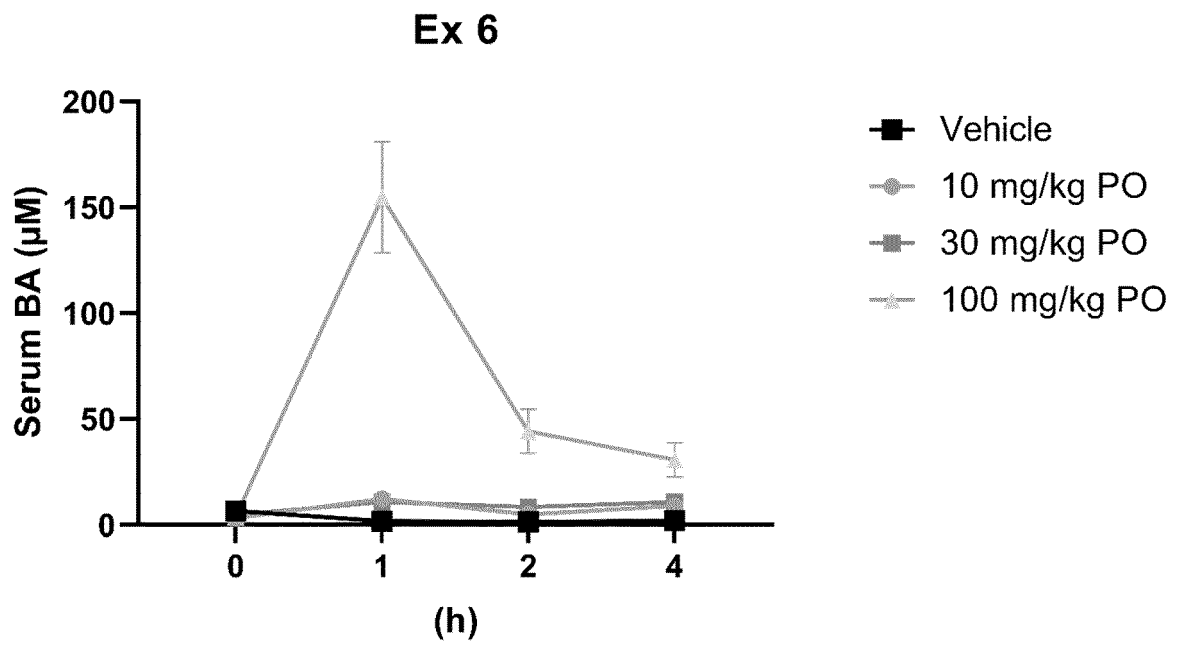 Ex 6
200
150
100
50
0
Serum BA (µM)
0 1 2 4
(h)
Vehicle
10 mg/kg PO
30 mg/kg PO
100 mg/kg PO